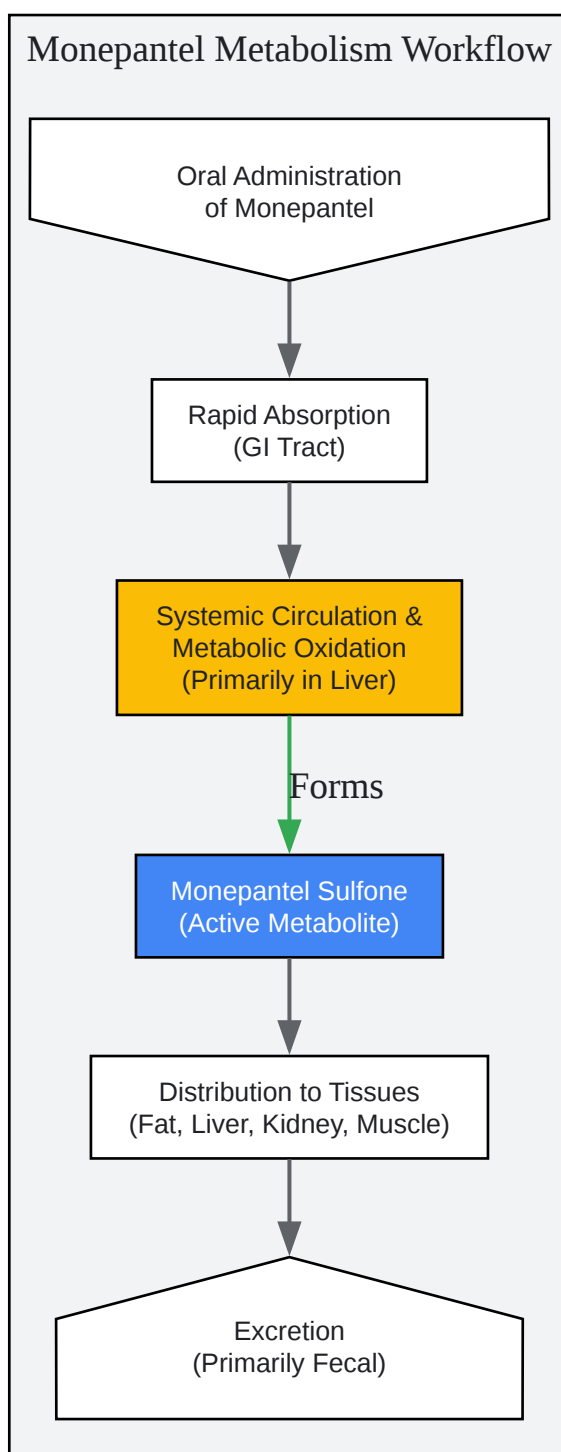 Monepantel Metabolism Workflow
Oral Administration
of Monepantel
Rapid Absorption
(GI Tract)
Systemic Circulation &
Metabolic Oxidation
(Primarily in Liver)
Forms
Monepantel Sulfone
(Active Metabolite)
Distribution to Tissues
(Fat, Liver, Kidney, Muscle)
Excretion
(Primarily Fecal)